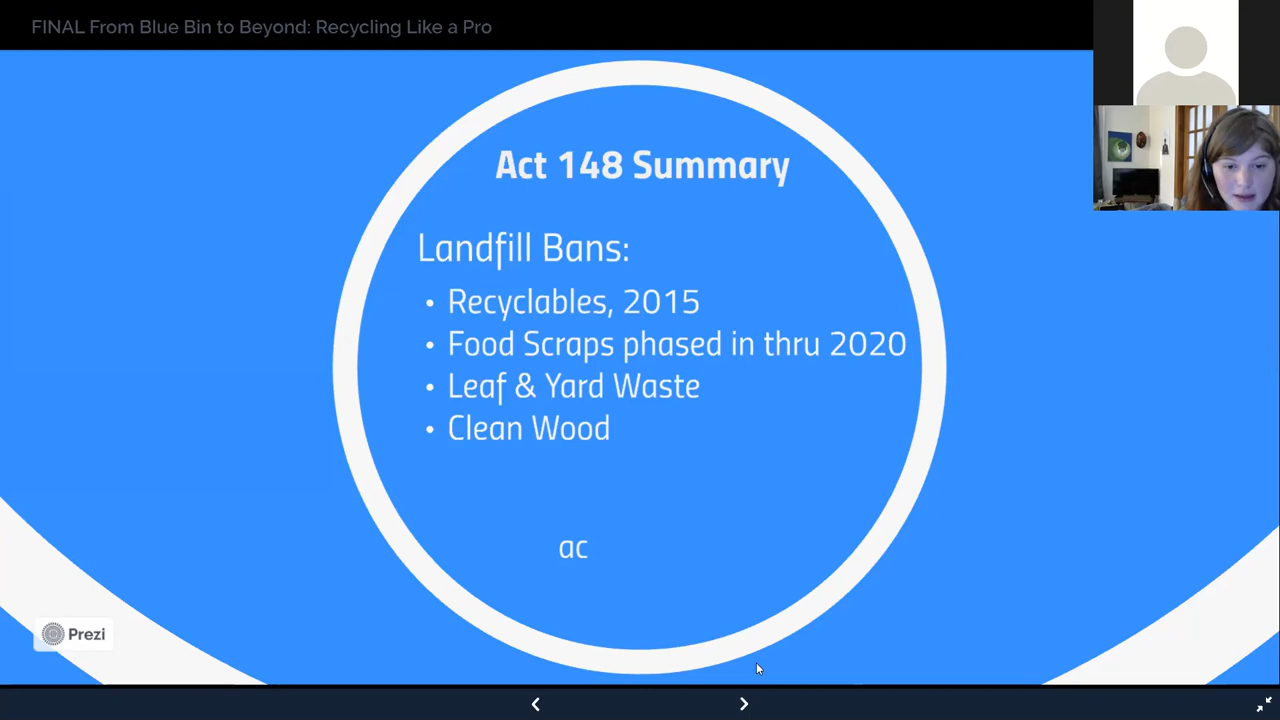 FINAL From Blue Bin to Beyond: Recycling Like a Pro
Act 148 Summary
Landfill Bans:
• Recyclables, 2015
• Food Scraps phased in thru 2020
• Leaf & Yard Waste
• Clean Wood
ac
Prezi